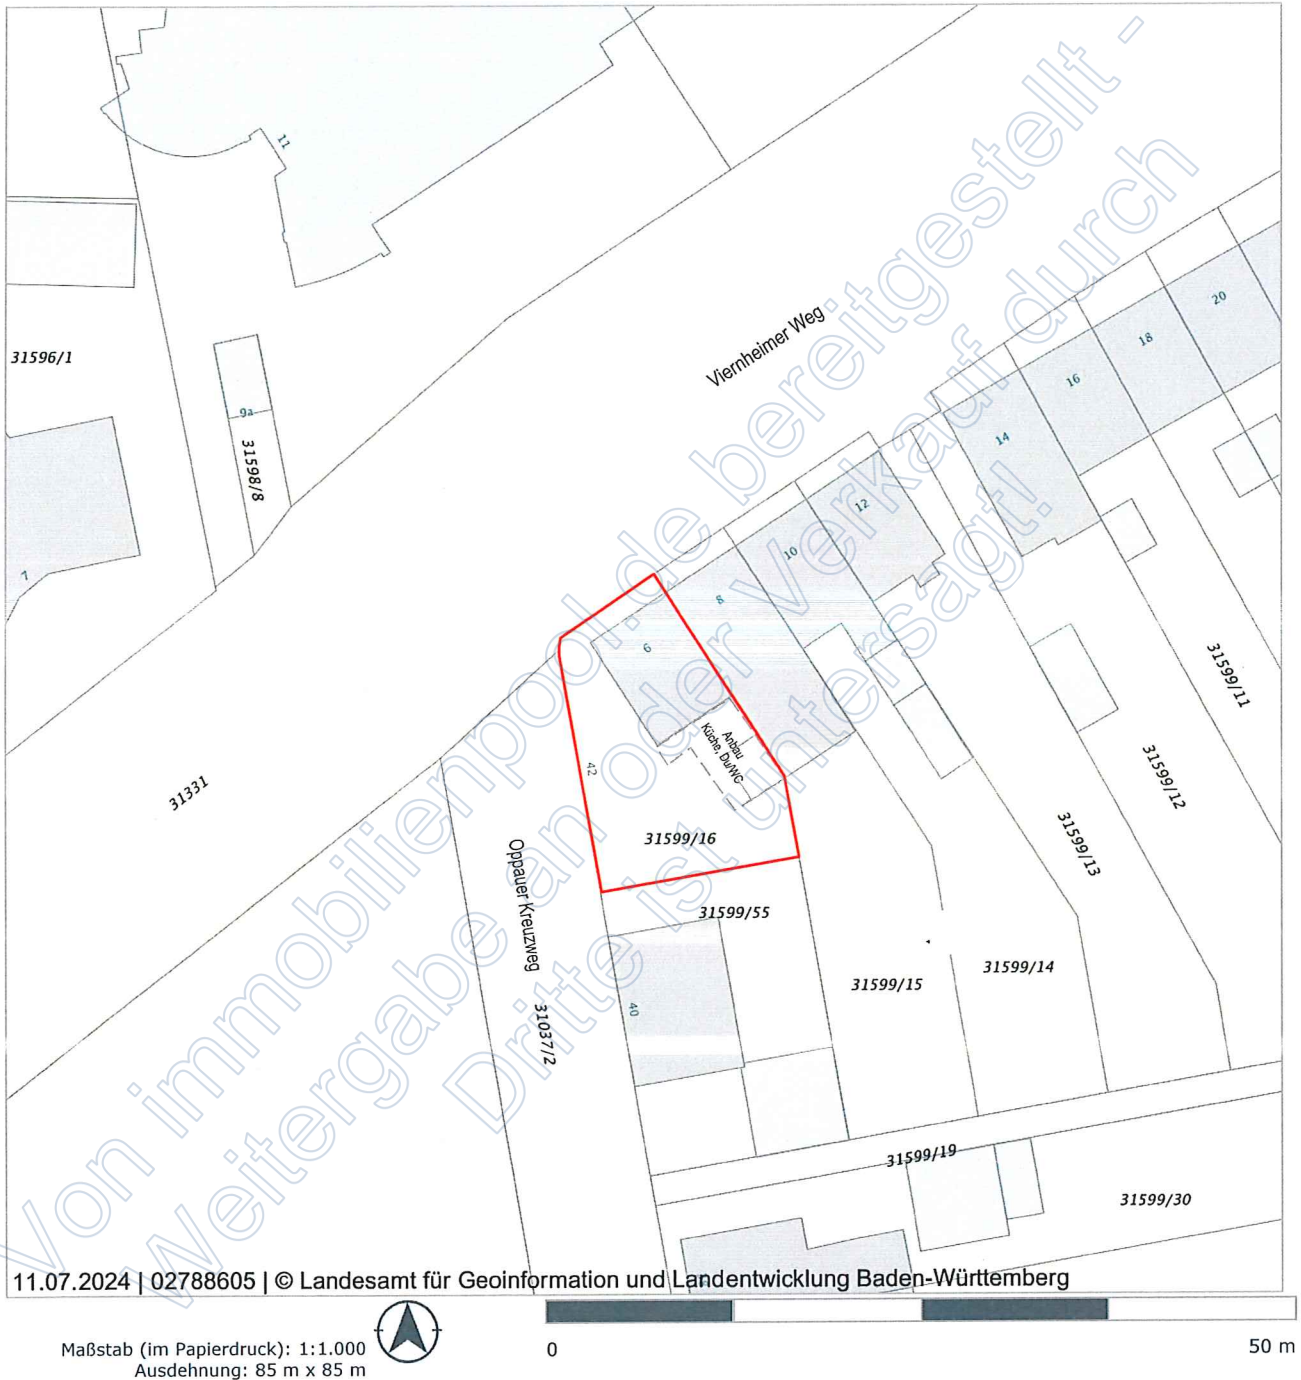 11
20
18
16
14
31596/1
9a
31598/8
Viernheimer Weg
7
12
10
8
6
Anbau
Küche, Du/WC
42
31331
31599/16
31599/11
31599/12
31599/13
Oppauer Kreuzweg
31599/55
31599/15
31599/14
31037/2
40
31599/19
31599/30
Von immobilienpool.de bereitgestellt -
Weitergabe an oder Verkauf durch
Dritte ist untersagt!
11.07.2024 | 02788605 | © Landesamt für Geoinformation und Landentwicklung Baden-Württemberg
Maßstab (im Papierdruck): 1:1.000
Ausdehnung: 85 m x 85 m
0
50 m